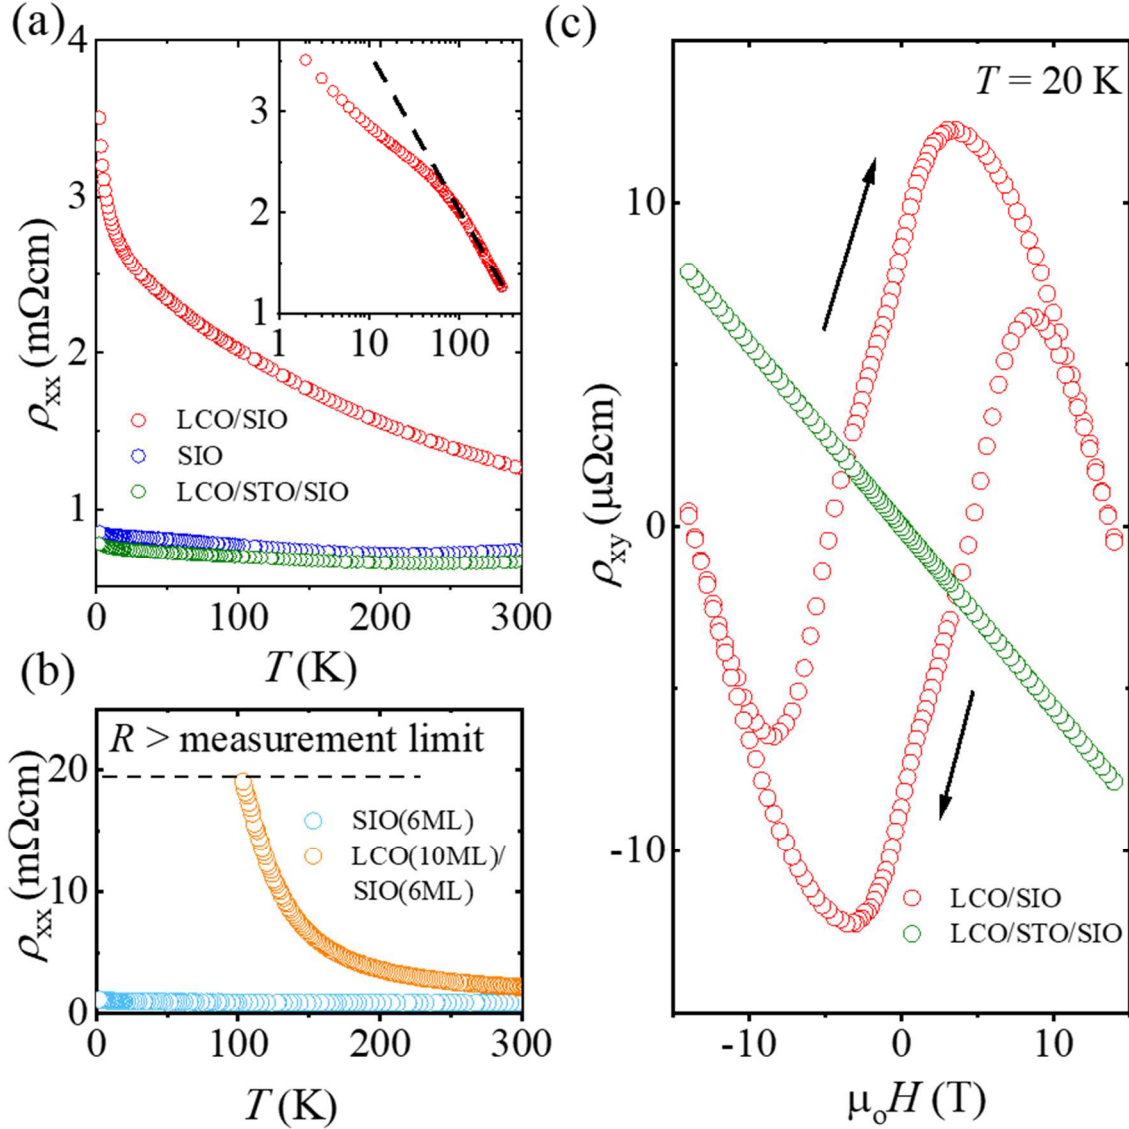 (a)
4
3
2
1
ρxx (mΩcm)
LCO/SIO
SIO
LCO/STO/SIO
0
100
200
300
T (K)
3
2
1
1
10
100
(b)
R > measurement limit
20
10
0
ρxx (mΩcm)
SIO(6ML)
LCO(10ML)/
SIO(6ML)
0
100
200
300
T (K)
(c)
T = 20 K
10
0
-10
ρxy (μΩcm)
LCO/SIO
LCO/STO/SIO
-10
0
10
μoH (T)